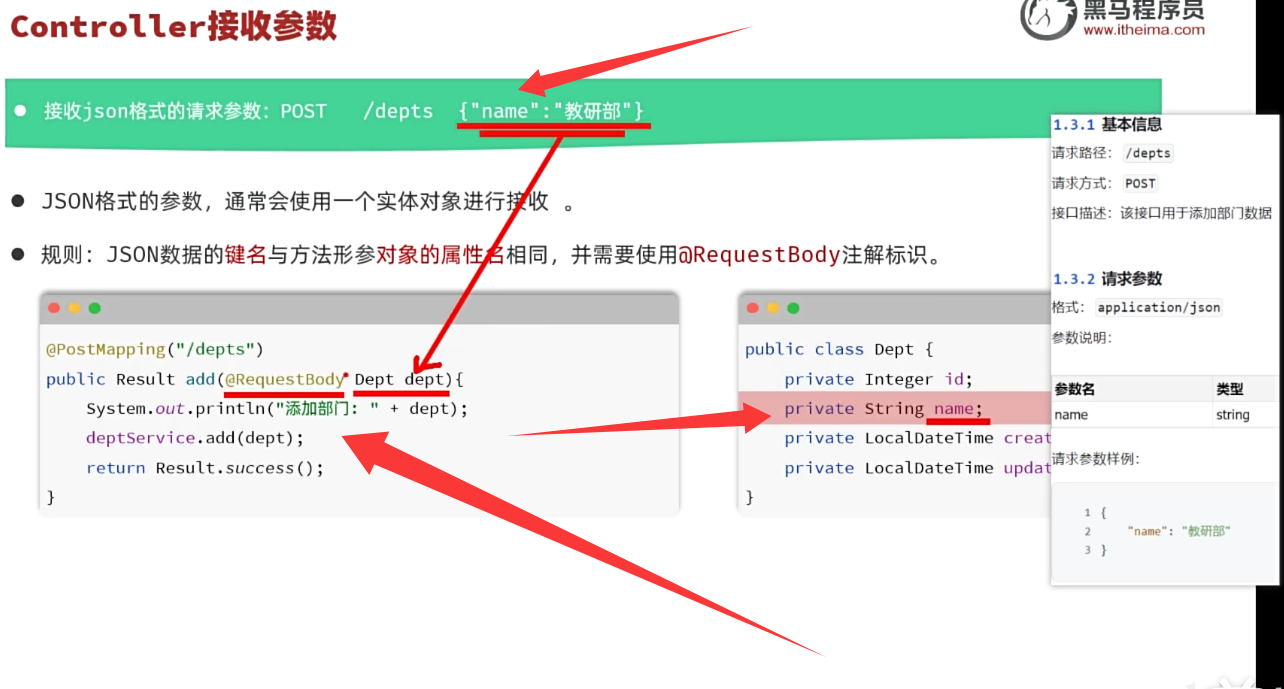 Controller接收参数
黑马程序员
www.itheima.com
接收json格式的请求参数：POST /depts {"name":"教研部"}
JSON格式的参数，通常会使用一个实体对象进行接收 。
规则：JSON数据的键名与方法形参对象的属性名相同，并需要使用@RequestBody注解标识。
@PostMapping("/depts")
public Result add(@RequestBody Dept dept){
System.out.println("添加部门：" + dept);
deptService.add(dept);
return Result.success();
}
public class Dept {
private Integer id;
private String name;
private LocalDateTime creat
private LocalDateTime updat
}
1.3.1 基本信息
请求路径： /depts
请求方式： POST
接口描述：该接口用于添加部门数据
1.3.2 请求参数
格式： application/json
参数说明：
参数名 类型
name string
请求参数样例：
1 {
2 "name": "教研部"
3 }